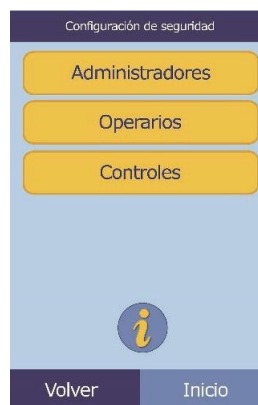 Configuración de seguridad
Administradores
Operarios
Controles
i
Volver Inicio